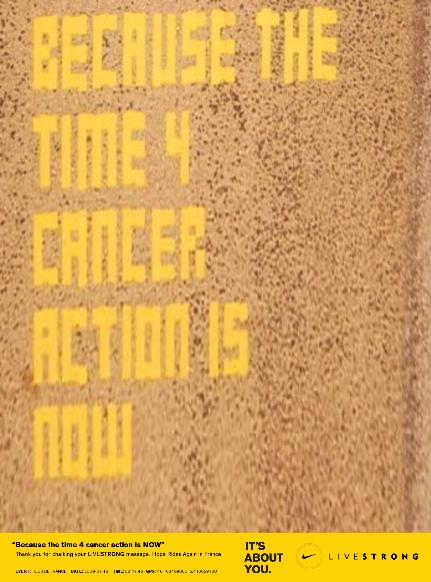 BECAUSE THE
TIME 4
CANCER
ACTION IS
NOW
"Because the time 4 cancer action is NOW"
Thank you for chalking your LIVESTRONG message. Hope Rides Again in France.
IT'S
ABOUT
YOU.
LIVESTRONG